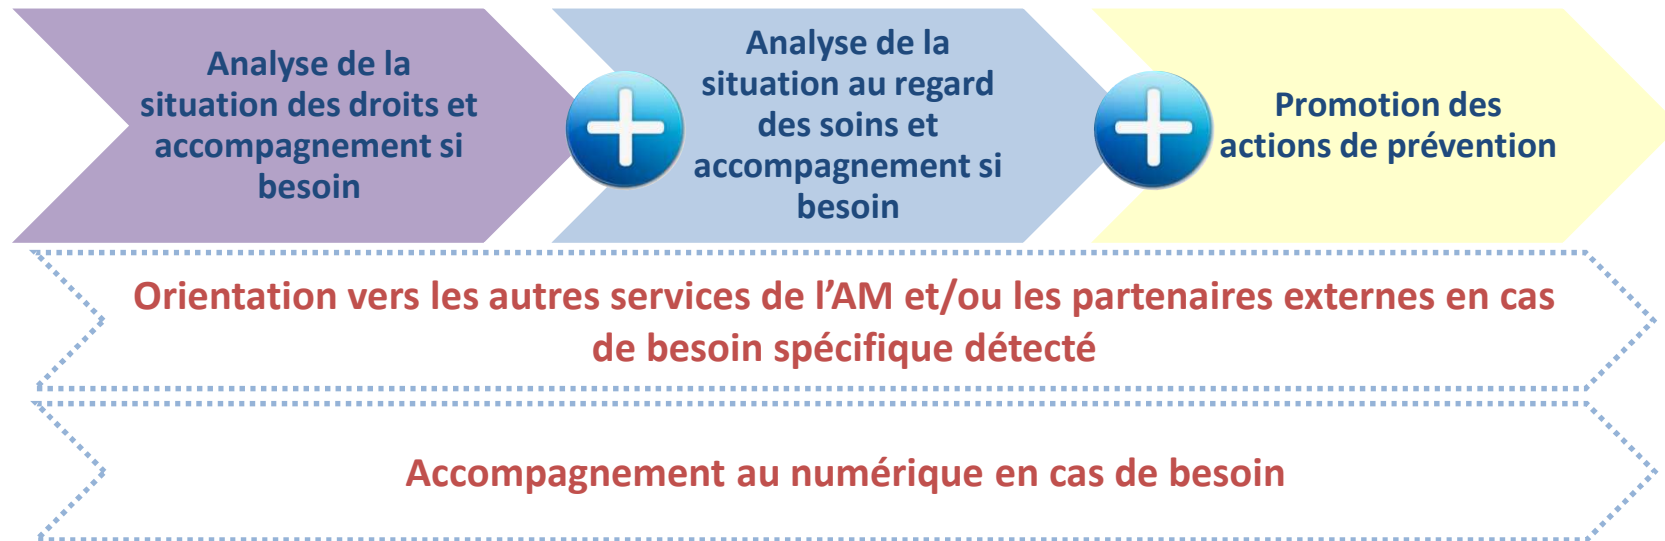 Analyse de la
situation des droits et
accompagnement si
besoin
Analyse de la
situation au regard
des soins et
accompagnement si
besoin
Promotion des
actions de prévention
Orientation vers les autres services de l’AM et/ou les partenaires externes en cas
de besoin spécifique détecté
Accompagnement au numérique en cas de besoin